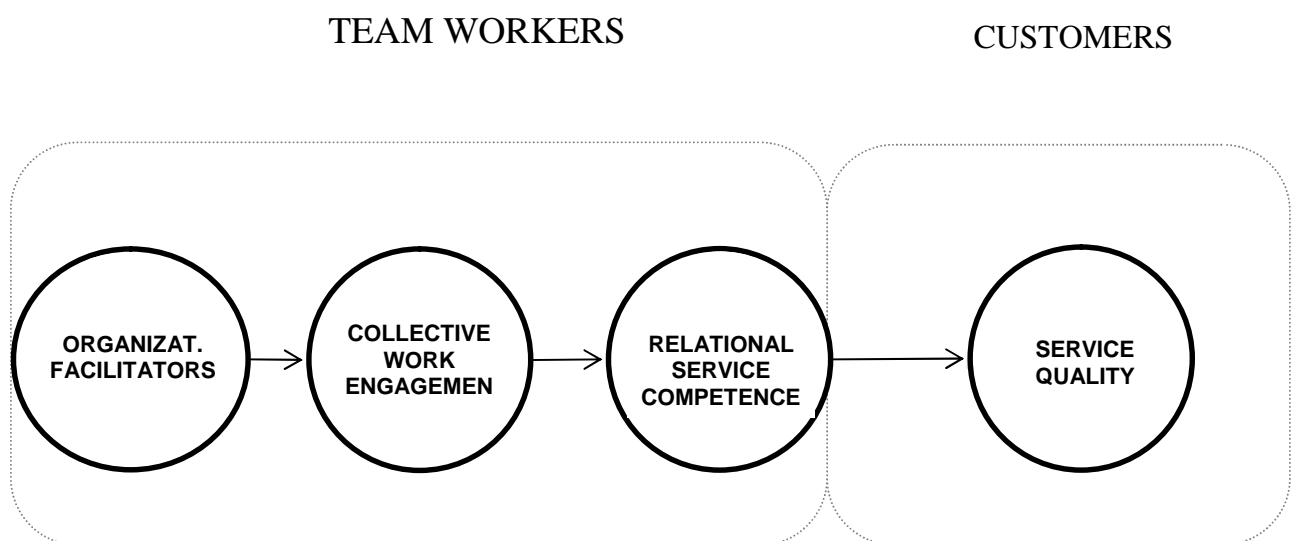 TEAM WORKERS
CUSTOMERS
ORGANIZAT.
FACILITATORS
COLLECTIVE
WORK
ENGAGEMEN
RELATIONAL
SERVICE
COMPETENCE
SERVICE
QUALITY